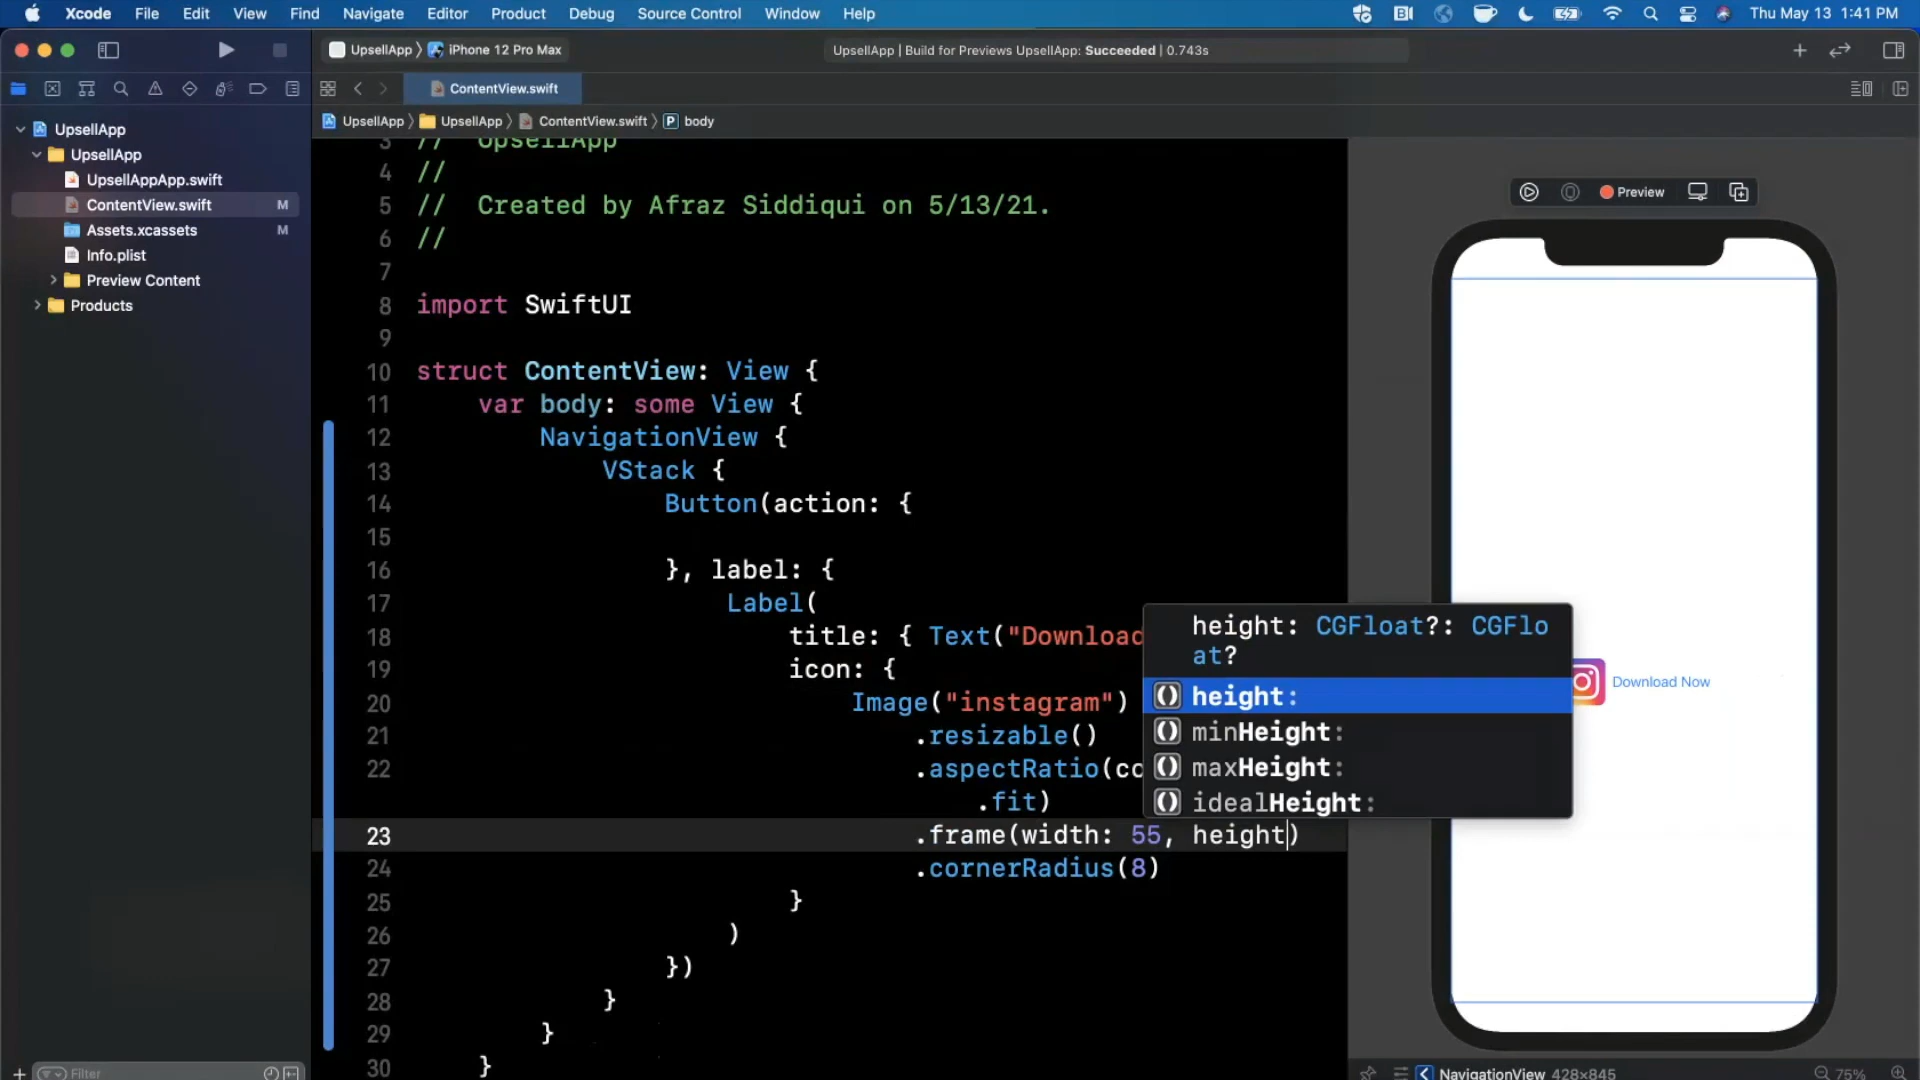 Xcode File Edit View Find Navigate Editor Product Debug Source Control Window Help Thu May 13 1:41 PM
UpsellApp iPhone 12 Pro Max
UpsellApp | Build for Previews UpsellApp: Succeeded | 0.743s
ContentView.swift
UpsellApp UpsellApp ContentView.swift P body
UpsellApp
UpsellApp
UpsellAppApp.swift
ContentView.swift M
Assets.xcassets M
Info.plist
Preview Content
Products
Filter
3 // UpsellApp
4 //
5 // Created by Afraz Siddiqui on 5/13/21.
6 //
7
8 import SwiftUI
9
10 struct ContentView: View {
11 var body: some View {
12 NavigationView {
13 VStack {
14 Button(action: {
15
16 }, label: {
17 Label(
18 title: { Text("Download
19 icon: {
20 Image("instagram")
21 .resizable()
22 .aspectRatio(co
.fit)
23 .frame(width: 55, height)
24 .cornerRadius(8)
25 }
26 )
27 })
28 }
29 }
30 }
height: CGFloat?: CGFlo
at?
() height:
() minHeight:
() maxHeight:
() idealHeight:
Preview
Download Now
NavigationView 428×845 75%